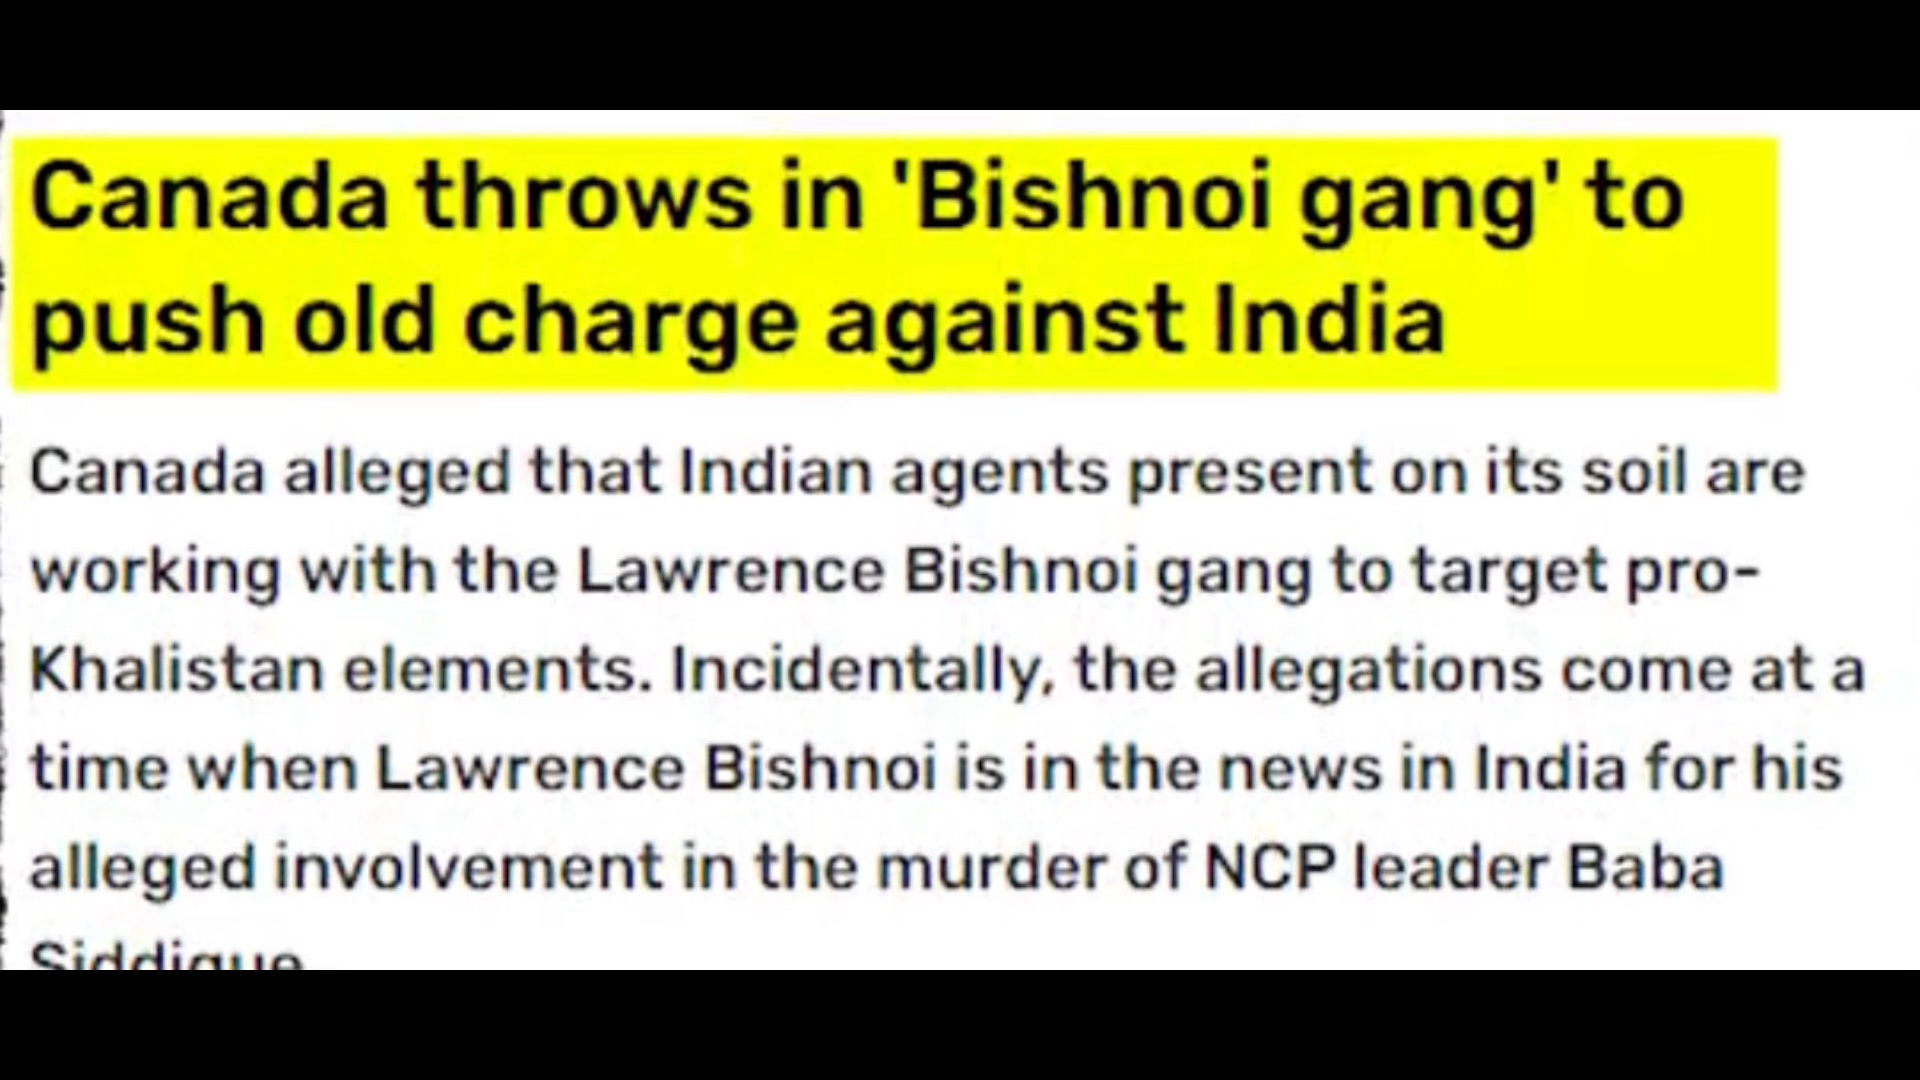 Canada throws in 'Bishnoi gang' to
push old charge against India
Canada alleged that Indian agents present on its soil are
working with the Lawrence Bishnoi gang to target pro-
Khalistan elements. Incidentally, the allegations come at a
time when Lawrence Bishnoi is in the news in India for his
alleged involvement in the murder of NCP leader Baba
Siddique